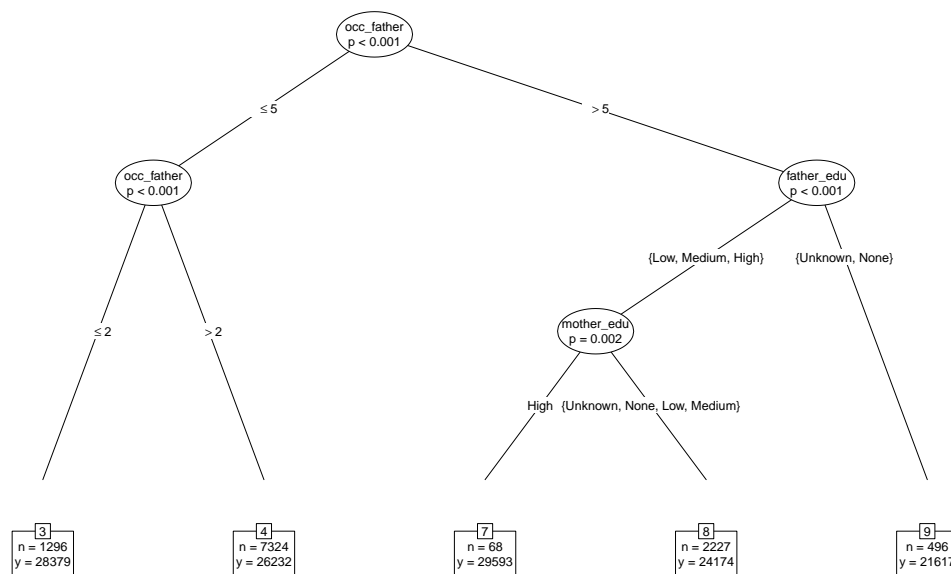 occ_father
p < 0.001
≤ 5
> 5
occ_father
p < 0.001
father_edu
p < 0.001
{Low, Medium, High}
{Unknown, None}
≤ 2
> 2
mother_edu
p = 0.002
High
{Unknown, None, Low, Medium}
3
n = 1296
y = 28379
4
n = 7324
y = 26232
7
n = 68
y = 29593
8
n = 2227
y = 24174
9
n = 496
y = 21617